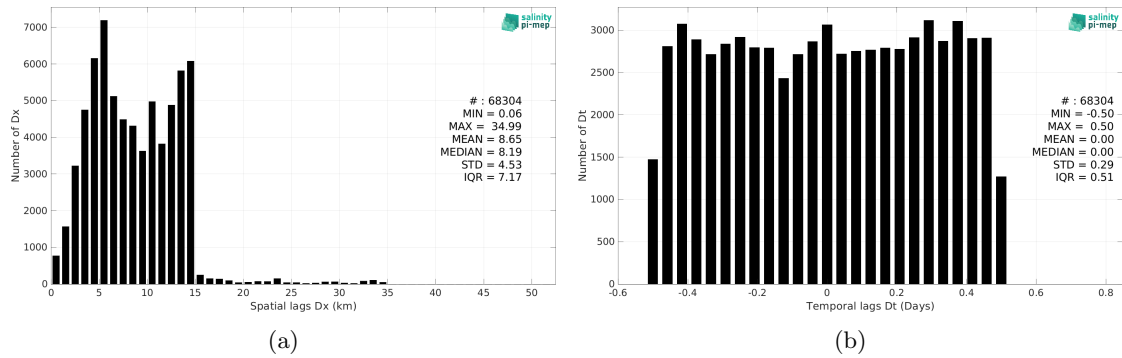 7000
6000
5000
4000
3000
2000
1000
0
Number of Dx
0 5 10 15 20 25 30 35 40 45 50
Spatial lags Dx (km)
salinity
pi-mep
# : 68304
MIN = 0.06
MAX = 34.99
MEAN = 8.65
MEDIAN = 8.19
STD = 4.53
IQR = 7.17
(a)
3000
2500
2000
1500
1000
500
0
Number of Dt
-0.6 -0.4 -0.2 0 0.2 0.4 0.6 0.8
Temporal lags Dt (Days)
salinity
pi-mep
# : 68304
MIN = -0.50
MAX = 0.50
MEAN = 0.00
MEDIAN = 0.00
STD = 0.29
IQR = 0.51
(b)